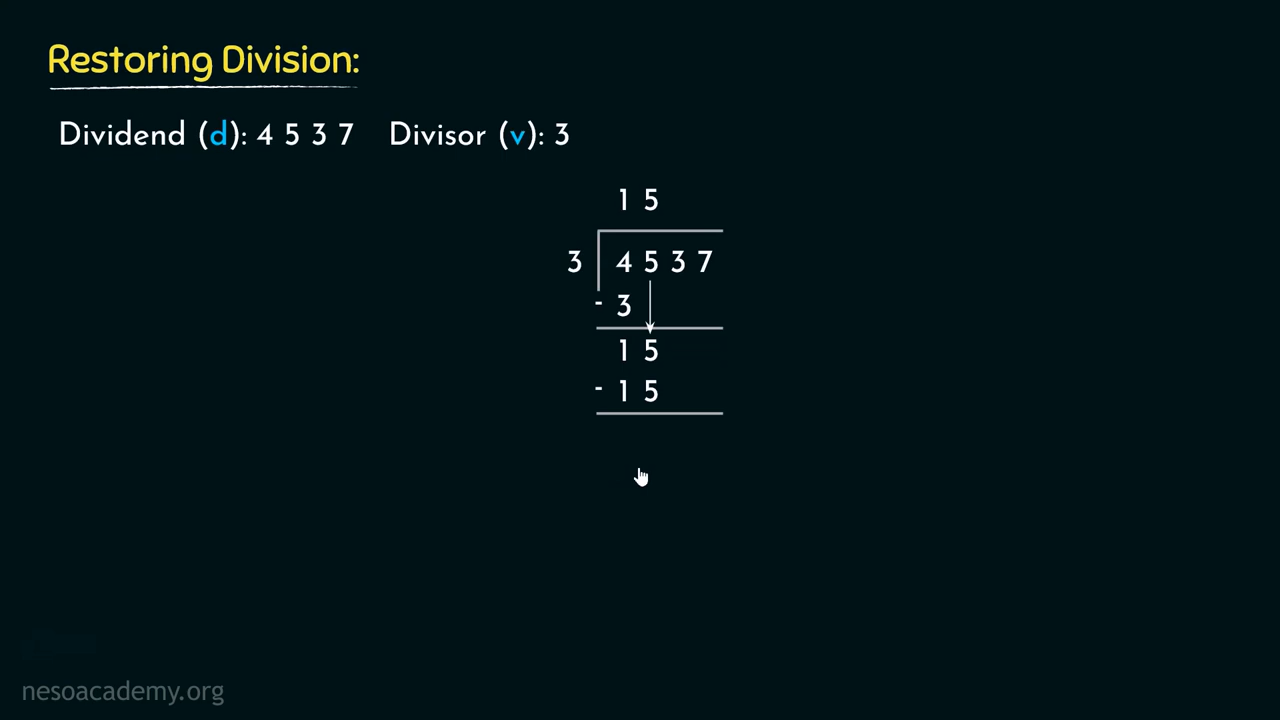 Restoring Division:
Dividend (d): 4 5 3 7 Divisor (v): 3
1 5
3 4 5 3 7
- 3
1 5
- 1 5
nesoacademy.org